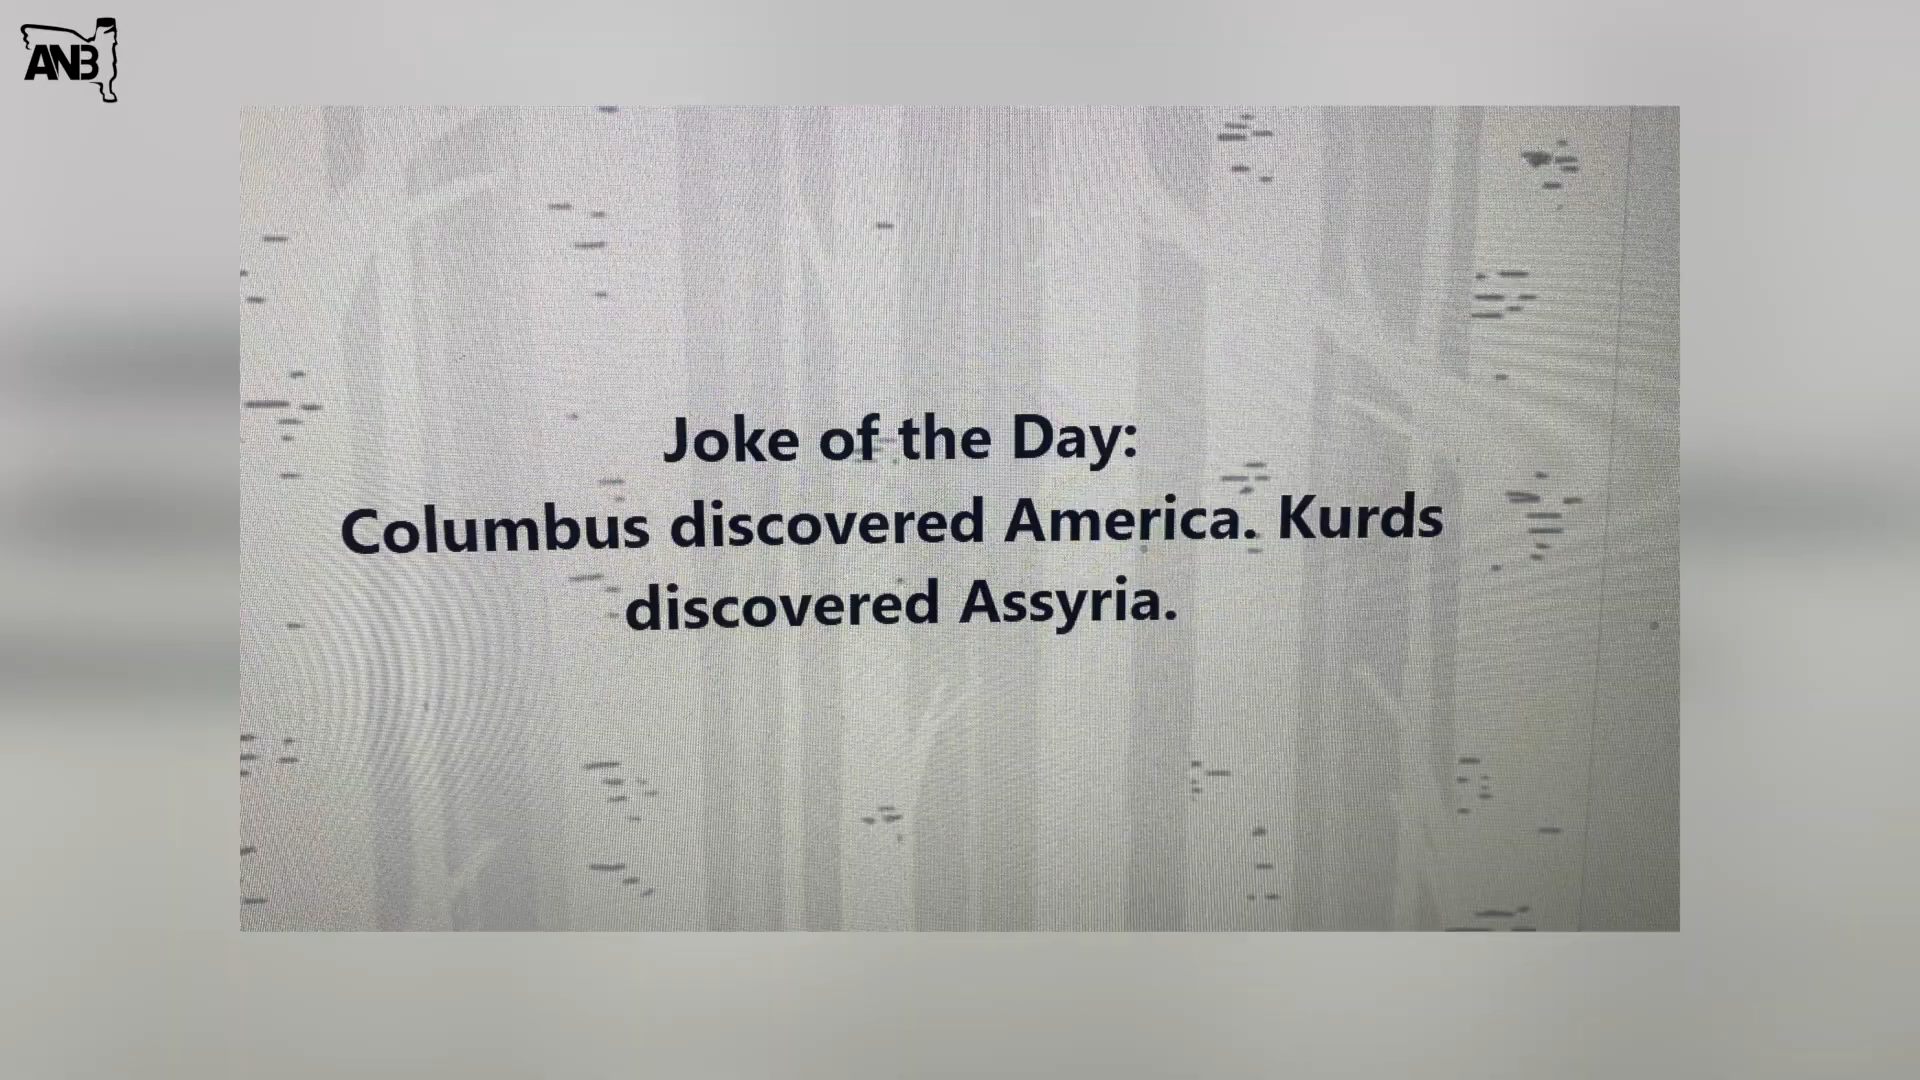 ANB
Joke of the Day:
Columbus discovered America. Kurds
discovered Assyria.